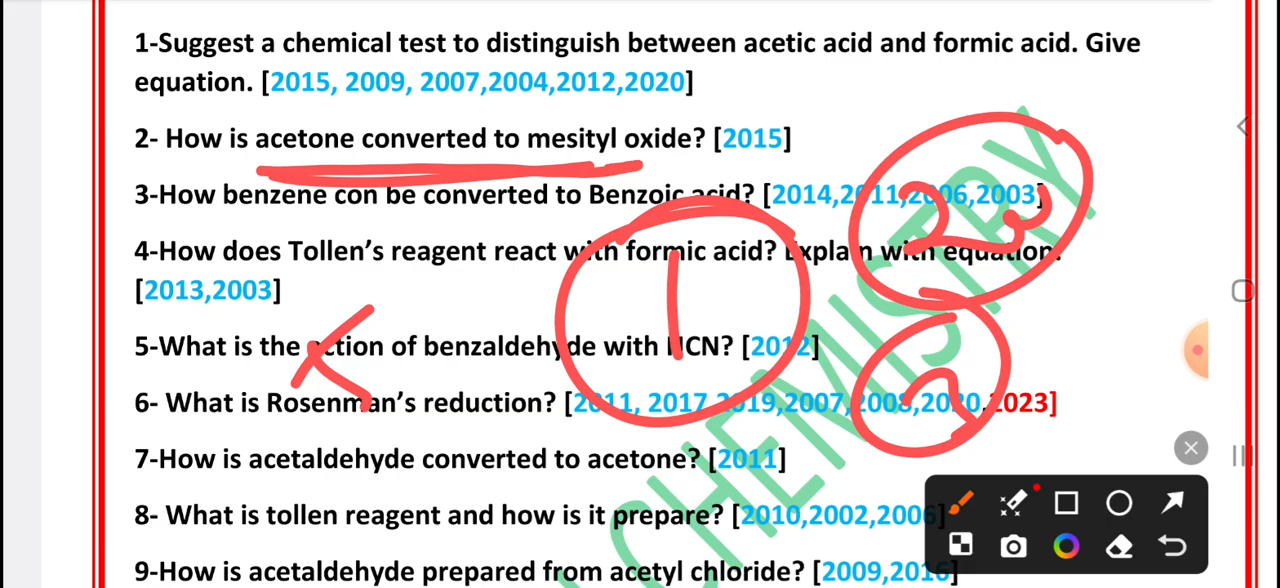 1-Suggest a chemical test to distinguish between acetic acid and formic acid. Give
equation. [2015, 2009, 2007,2004,2012,2020]
2- How is acetone converted to mesityl oxide? [2015]
3-How benzene can be converted to Benzoic acid? [2014,2011,2006,2003]
4-How does Tollen’s reagent react with formic acid? Explain with equation.
[2013,2003]
5-What is the action of benzaldehyde with HCN? [2012]
6- What is Rosenman’s reduction? [2011, 2017,2019,2007,2008,2020,2023]
7-How is acetaldehyde converted to acetone? [2011]
8- What is tollen reagent and how is it prepare? [2010,2002,2006]
9-How is acetaldehyde prepared from acetyl chloride? [2009,2016]
CHEMISTRY
1